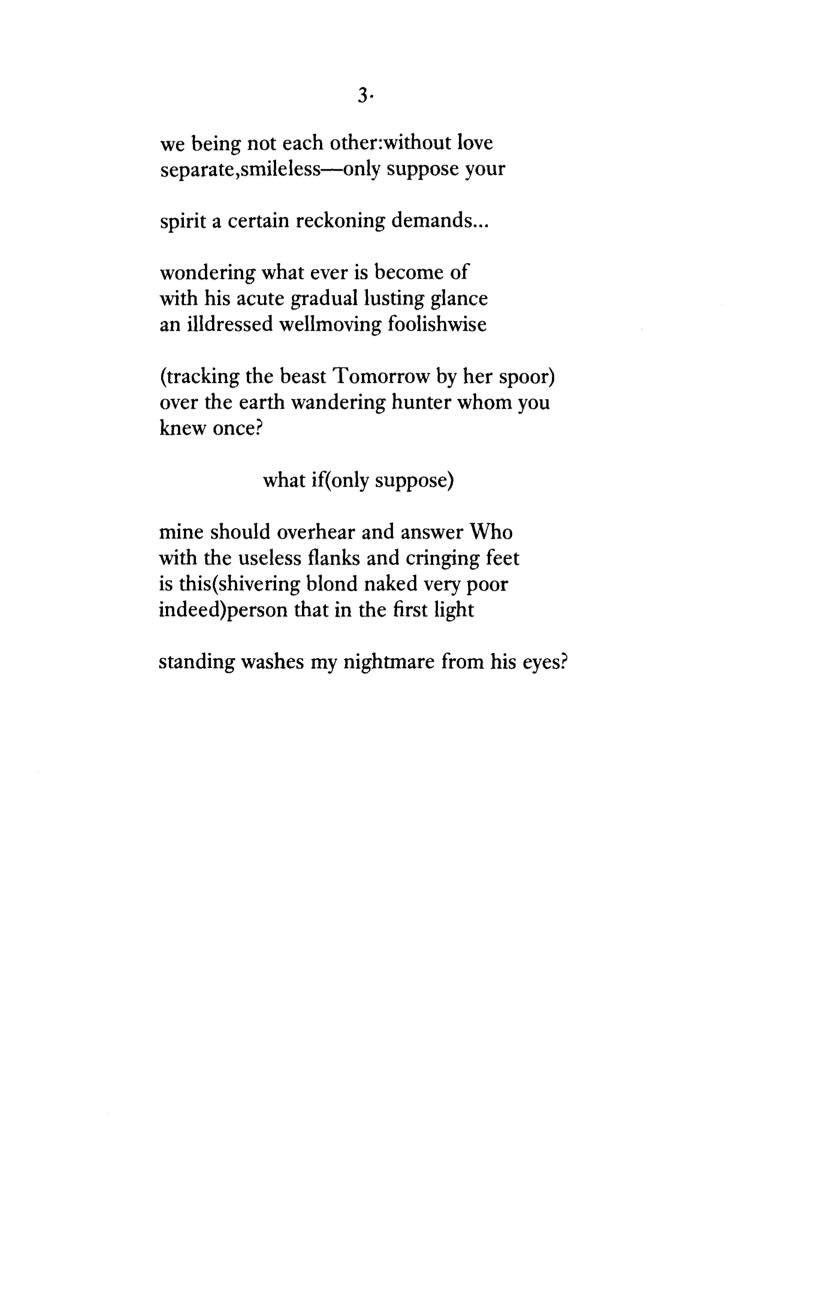 3.
we being not each other:without love
separate,smileless—only suppose your
spirit a certain reckoning demands...
wondering what ever is become of
with his acute gradual lusting glance
an illdressed wellmoving foolishwise
(tracking the beast Tomorrow by her spoor)
over the earth wandering hunter whom you
knew once?
what if(only suppose)
mine should overhear and answer Who
with the useless flanks and cringing feet
is this(shivering blond naked very poor
indeed)person that in the first light
standing washes my nightmare from his eyes?